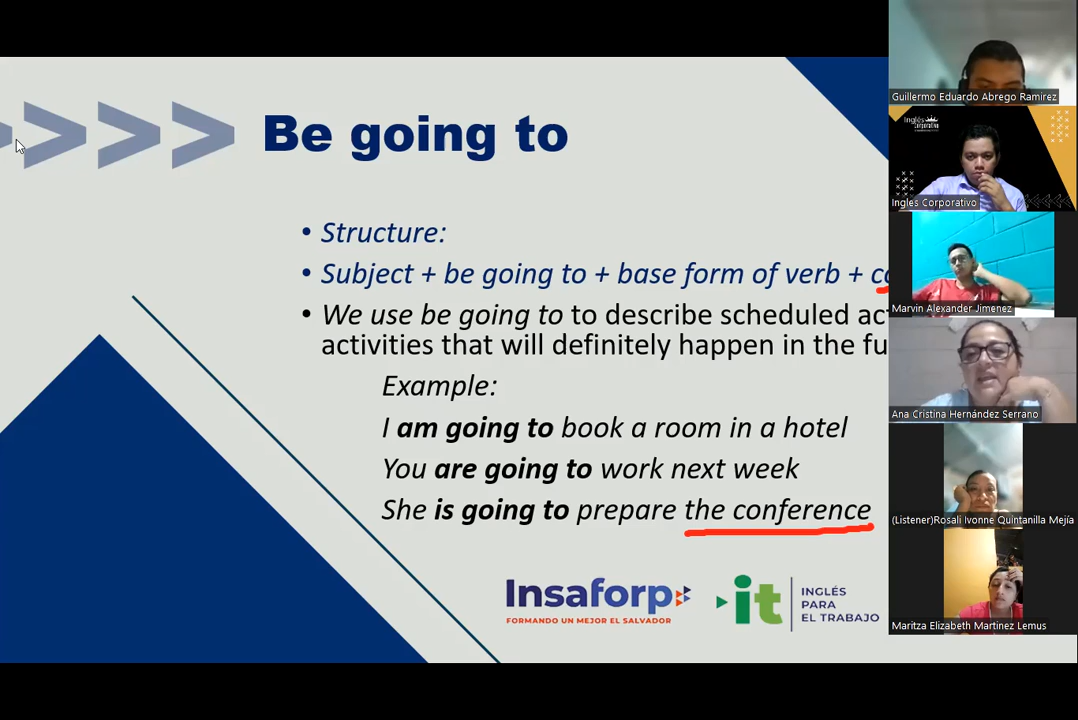 Be going to
• Structure:
• Subject + be going to + base form of verb + c
• We use be going to to describe scheduled ac
activities that will definitely happen in the fu
Example:
I am going to book a room in a hotel
You are going to work next week
She is going to prepare the conference
Insaforp
FORMANDO UN MEJOR EL SALVADOR
it
INGLÉS
PARA
EL TRABAJO
Guillermo Eduardo Abrego Ramirez
Inglés
Corporativo
Ingles Corporativo
Marvin Alexander Jimenez
Ana Cristina Hernández Serrano
(Listener)Rosali Ivonne Quintanilla Mejía
Maritza Elizabeth Martinez Lemus